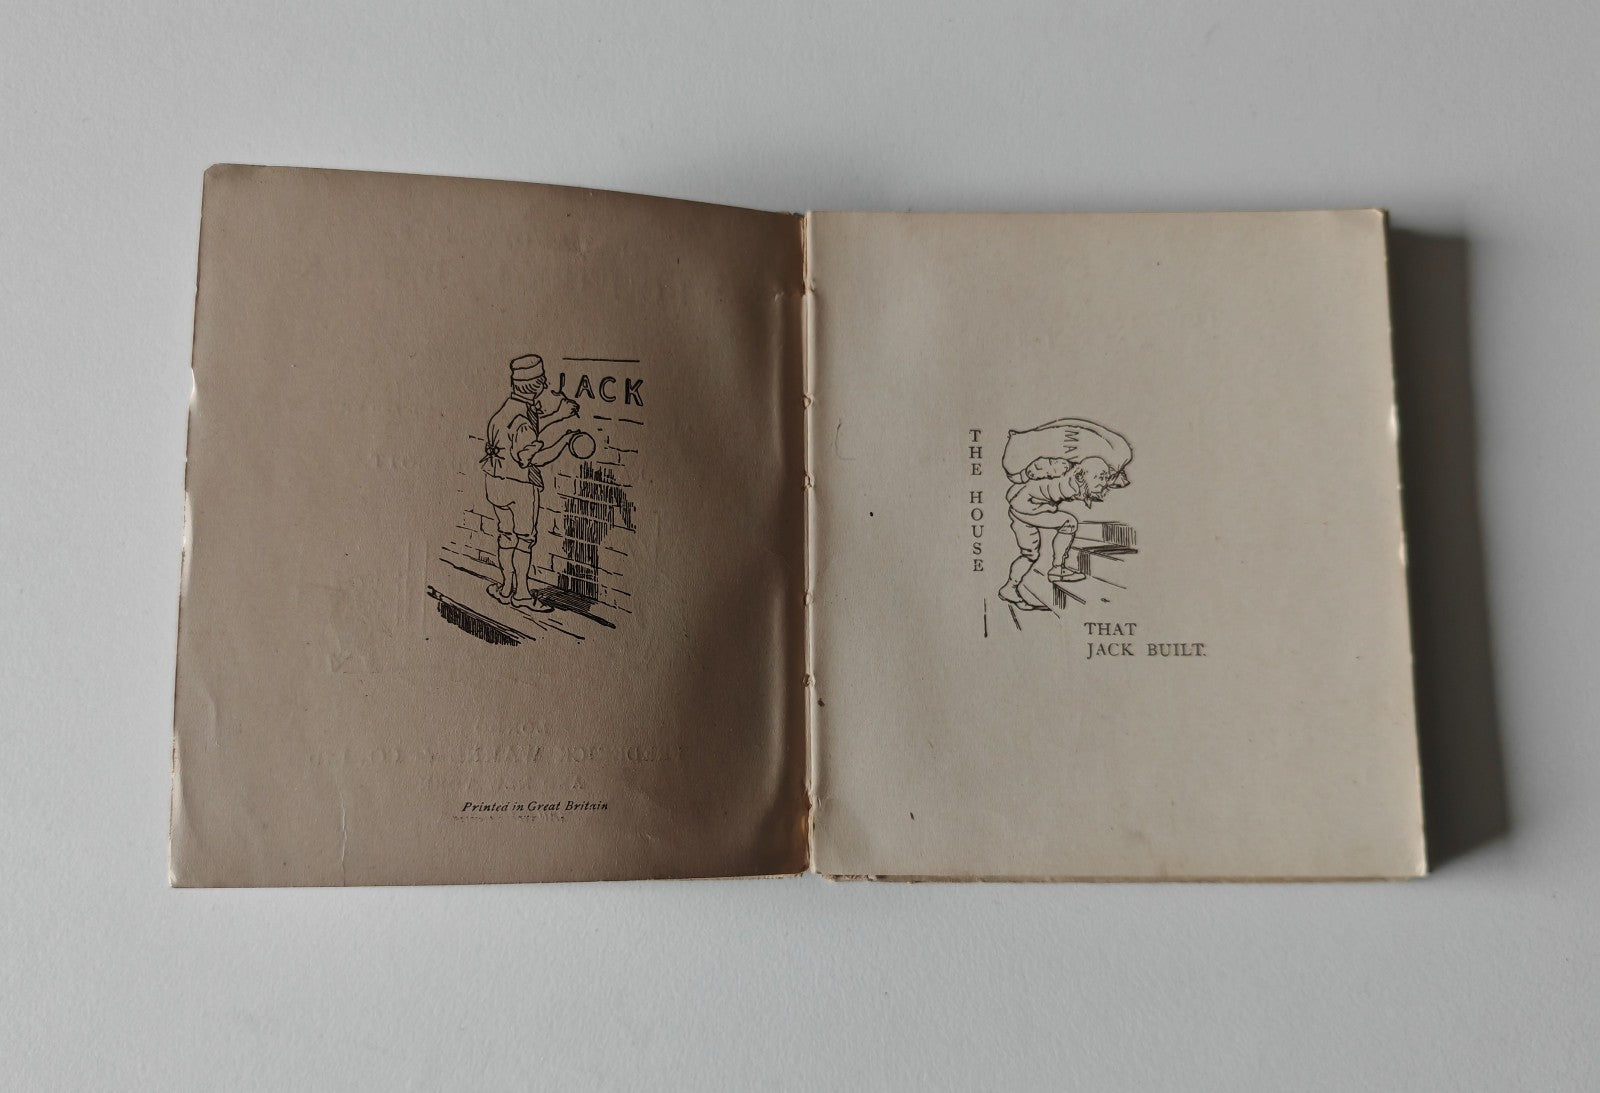 JACK
Printed in Great Britain
THE HOUSE
MA
THAT
JACK BUILT.